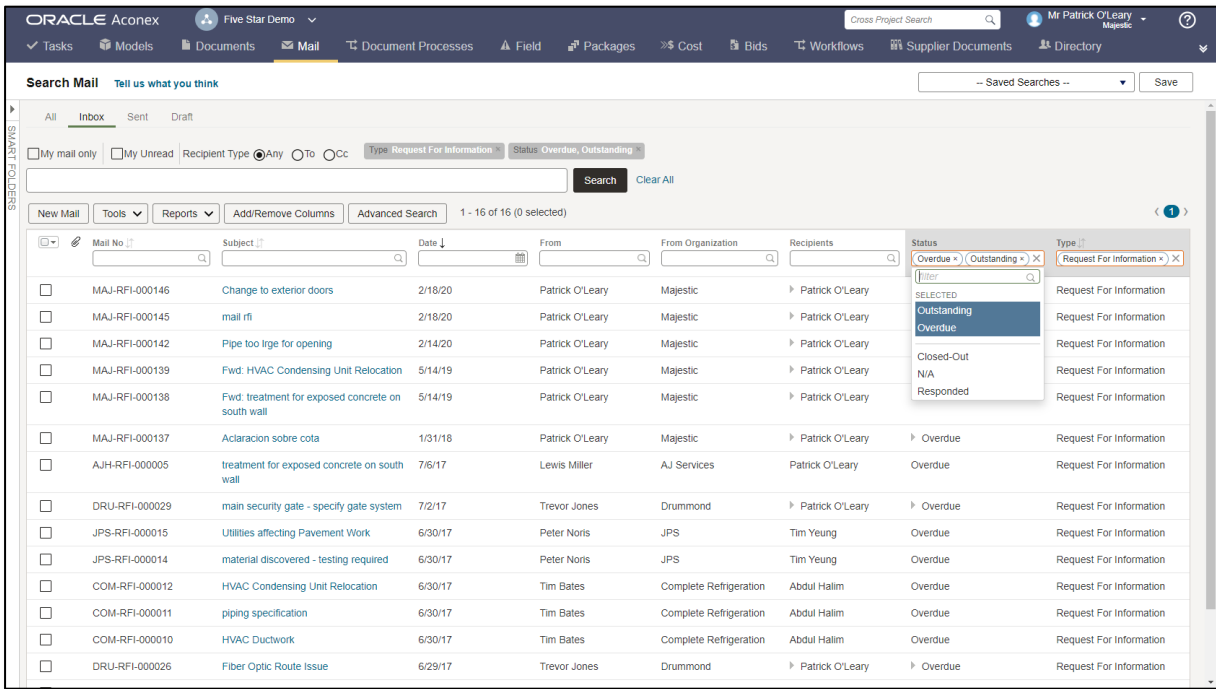 ORACLE Aconex Five Star Demo Cross Project Search Mr Patrick O'Leary
Majestic
Tasks Models Documents Mail Document Processes Field Packages Cost Bids Workflows Supplier Documents Directory
Search Mail Tell us what you think -- Saved Searches -- Save
SMART FOLDERS
All Inbox Sent Draft
My mail only My Unread Recipient Type Any To Cc Type Request For Information × Status Overdue, Outstanding ×
Search Clear All
New Mail Tools Reports Add/Remove Columns Advanced Search 1 - 16 of 16 (0 selected) 1
Mail No Subject Date From From Organization Recipients Status Type
Overdue × Outstanding × Request For Information ×
filter
SELECTED
Outstanding
Overdue
Closed-Out
N/A
Responded
MAJ-RFI-000146 Change to exterior doors 2/18/20 Patrick O'Leary Majestic Patrick O'Leary Request For Information
MAJ-RFI-000145 mail rfi 2/18/20 Patrick O'Leary Majestic Patrick O'Leary Request For Information
MAJ-RFI-000142 Pipe too lrge for opening 2/14/20 Patrick O'Leary Majestic Patrick O'Leary Request For Information
MAJ-RFI-000139 Fwd: HVAC Condensing Unit Relocation 5/14/19 Patrick O'Leary Majestic Patrick O'Leary Request For Information
MAJ-RFI-000138 Fwd: treatment for exposed concrete on 5/14/19 Patrick O'Leary Majestic Patrick O'Leary Request For Information
south wall
MAJ-RFI-000137 Aclaracion sobre cota 1/31/18 Patrick O'Leary Majestic Patrick O'Leary Overdue Request For Information
AJH-RFI-000005 treatment for exposed concrete on south 7/6/17 Lewis Miller AJ Services Patrick O'Leary Overdue Request For Information
wall
DRU-RFI-000029 main security gate - specify gate system 7/2/17 Trevor Jones Drummond Patrick O'Leary Overdue Request For Information
JPS-RFI-000015 Utilities affecting Pavement Work 6/30/17 Peter Noris JPS Tim Yeung Overdue Request For Information
JPS-RFI-000014 material discovered - testing required 6/30/17 Peter Noris JPS Tim Yeung Overdue Request For Information
COM-RFI-000012 HVAC Condensing Unit Relocation 6/30/17 Tim Bates Complete Refrigeration Abdul Halim Overdue Request For Information
COM-RFI-000011 piping specification 6/30/17 Tim Bates Complete Refrigeration Abdul Halim Overdue Request For Information
COM-RFI-000010 HVAC Ductwork 6/30/17 Tim Bates Complete Refrigeration Abdul Halim Overdue Request For Information
DRU-RFI-000026 Fiber Optic Route Issue 6/29/17 Trevor Jones Drummond Patrick O'Leary Overdue Request For Information